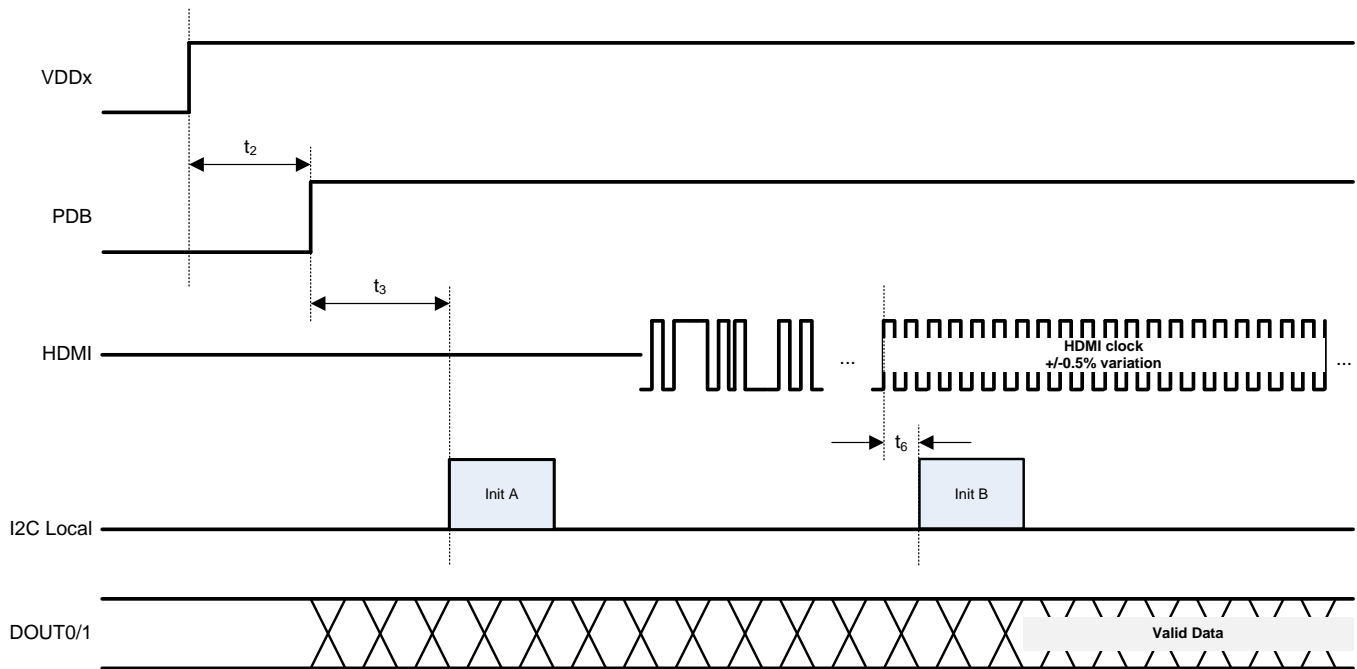 VDDx
t₂
PDB
t₃
HDMI
...
HDMI clock
+/-0.5% variation
...
t₆
Init A
Init B
I2C Local
DOUT0/1
Valid Data